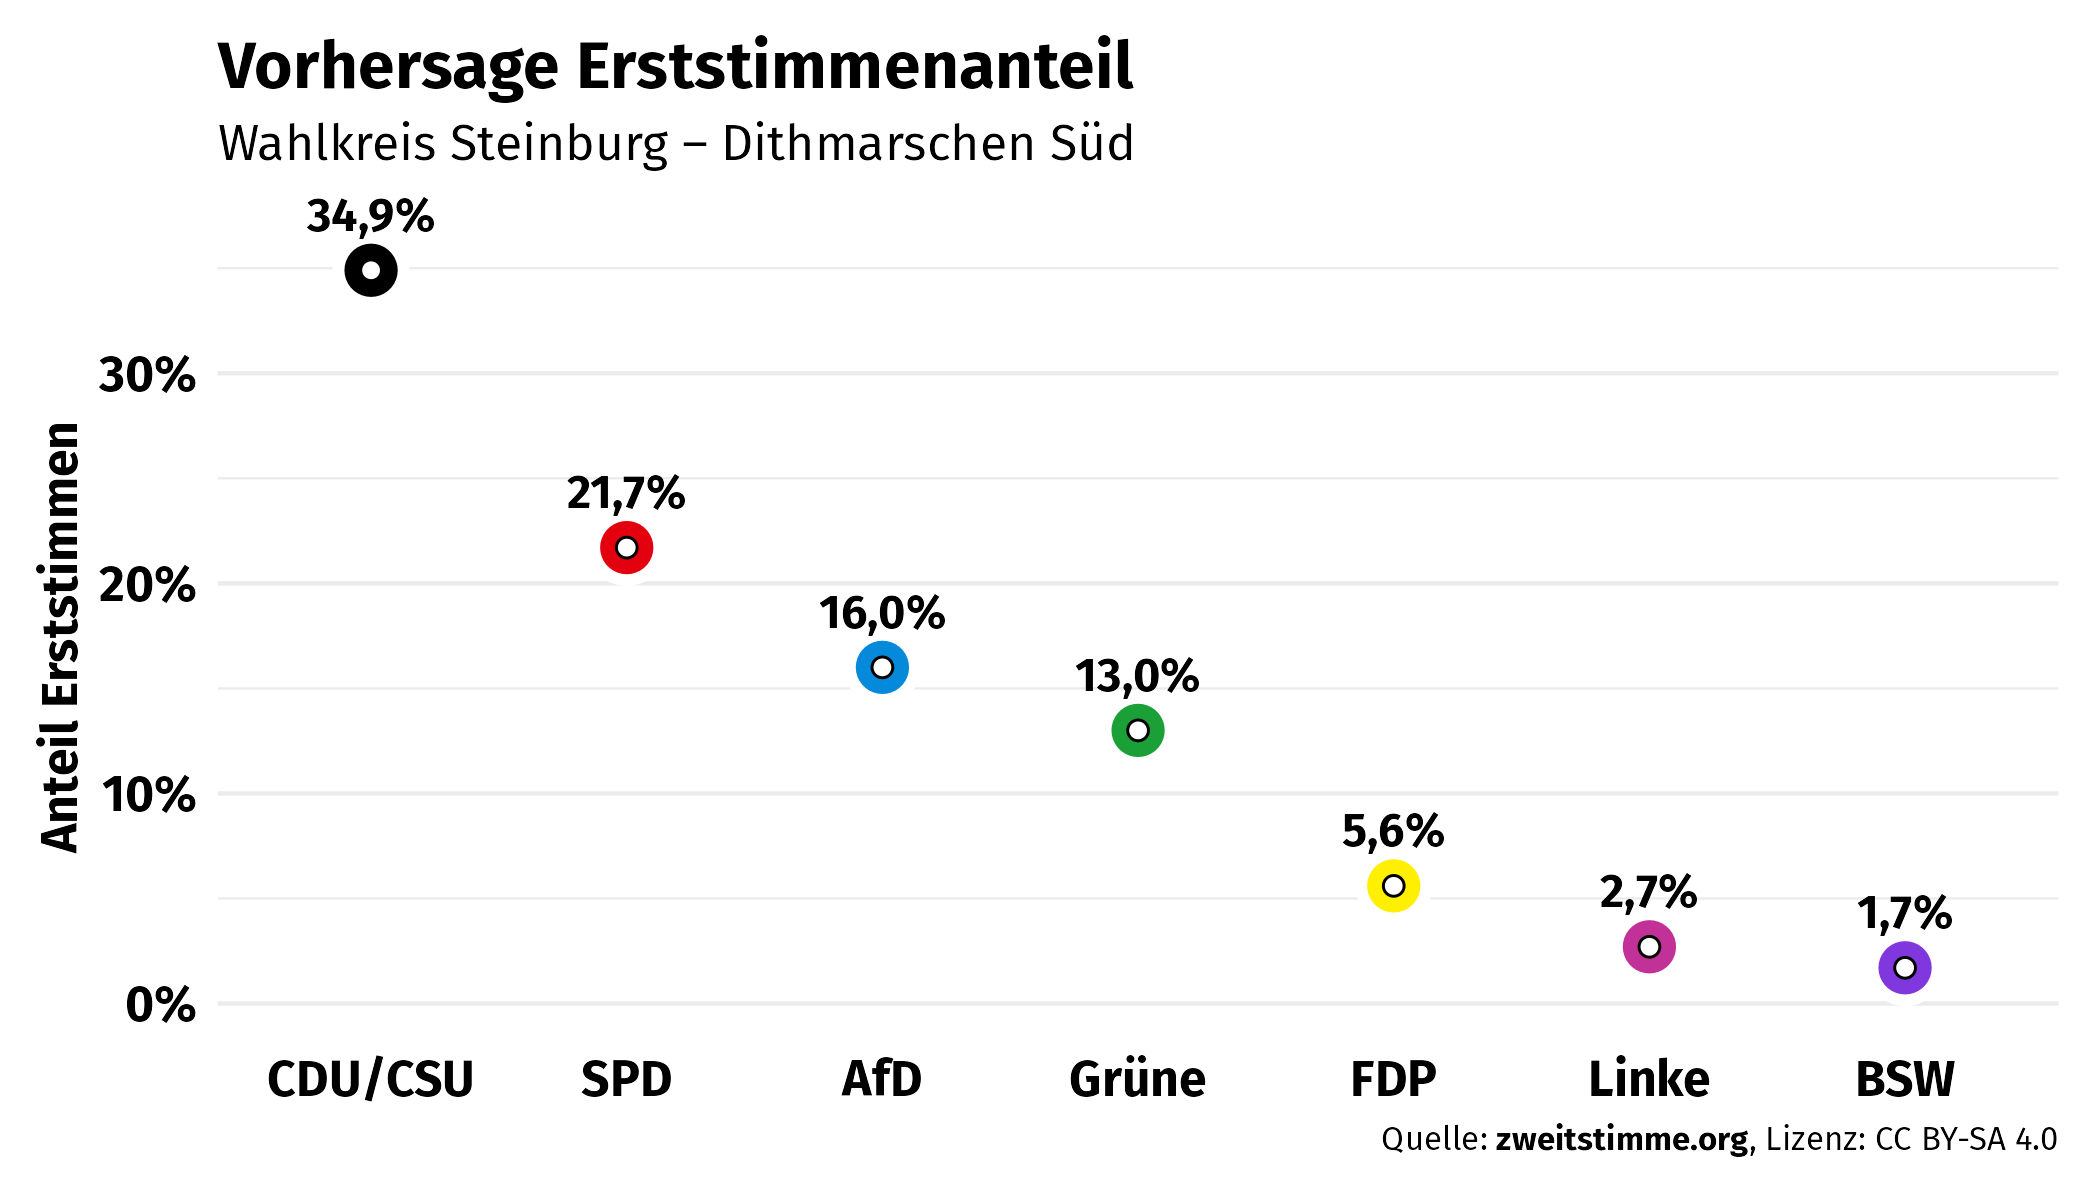 Vorhersage Erststimmenanteil
Wahlkreis Steinburg – Dithmarschen Süd
34,9%
30%
21,7%
20%
16,0%
13,0%
10%
5,6%
2,7%
1,7%
0%
Anteil Erststimmen
CDU/CSU SPD AfD Grüne FDP Linke BSW
Quelle: zweitstimme.org, Lizenz: CC BY-SA 4.0